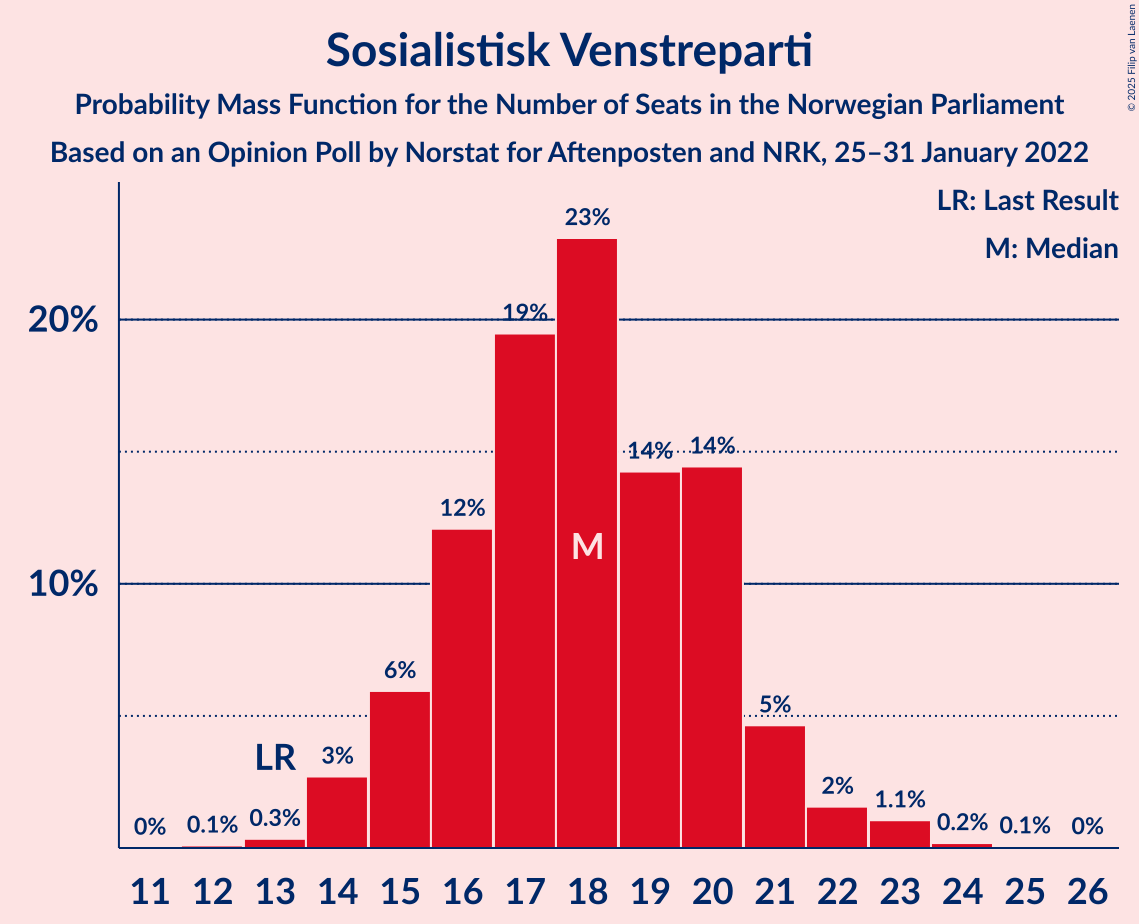 © 2025 Filip van Laenen
Sosialistisk Venstreparti
Probability Mass Function for the Number of Seats in the Norwegian Parliament
Based on an Opinion Poll by Norstat for Aftenposten and NRK, 25–31 January 2022
LR: Last Result
M: Median
20%
10%
0%
0.1%
0.3%
LR
3%
6%
12%
19%
23%
M
14%
14%
5%
2%
1.1%
0.2%
0.1%
0%
11 12 13 14 15 16 17 18 19 20 21 22 23 24 25 26